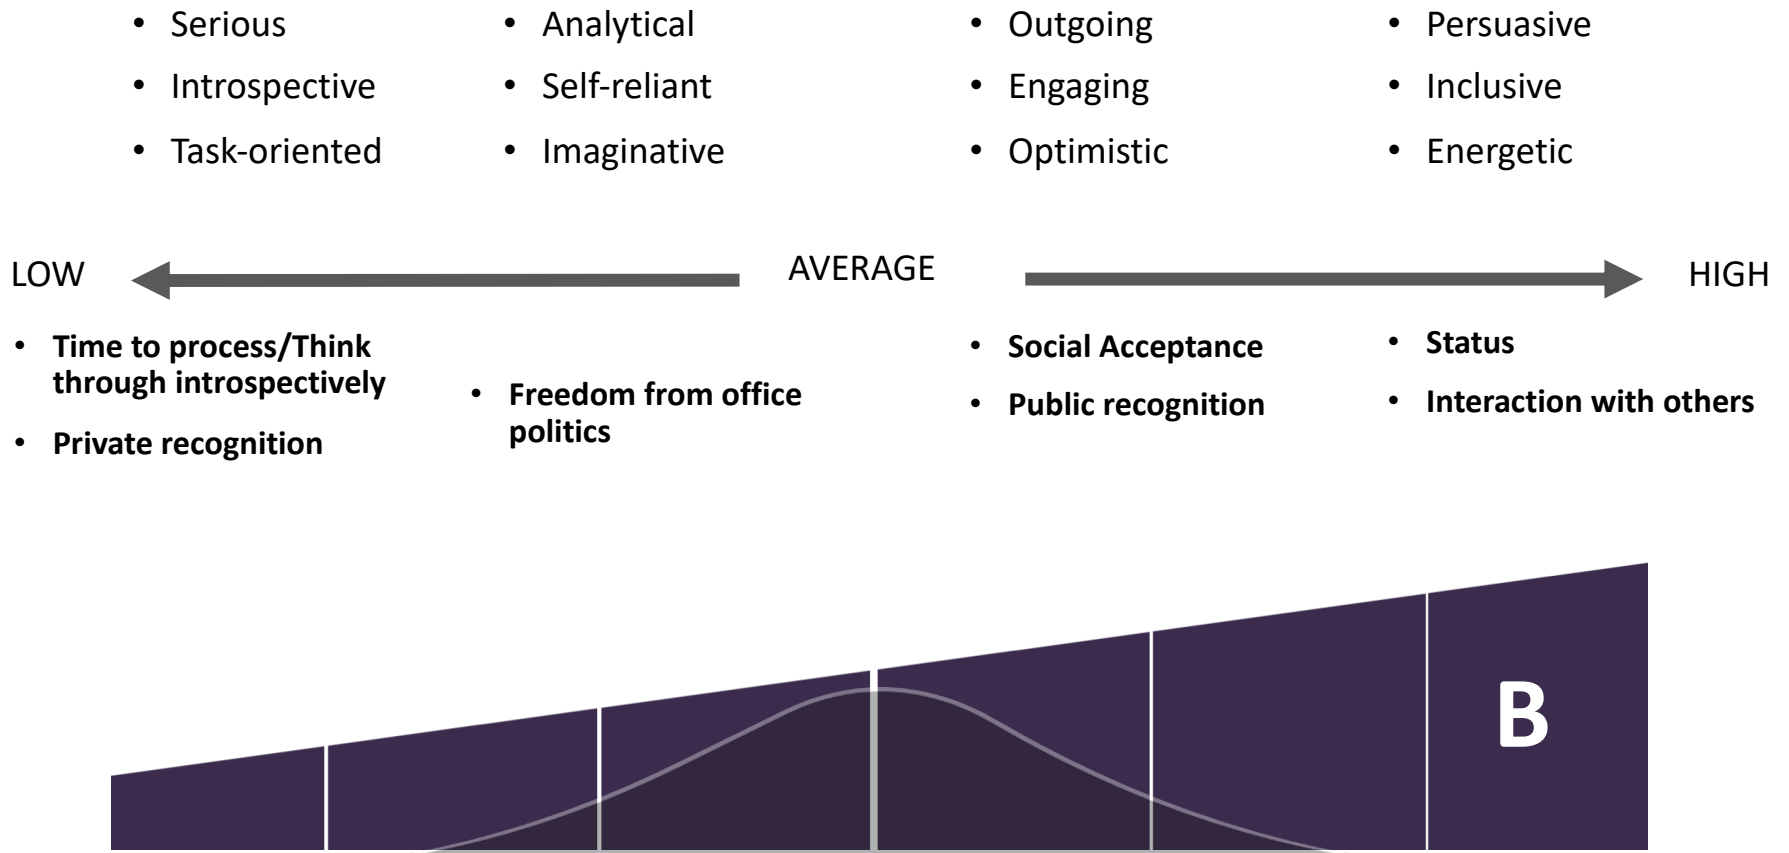 • Serious
• Introspective
• Task-oriented
• Analytical
• Self-reliant
• Imaginative
• Outgoing
• Engaging
• Optimistic
• Persuasive
• Inclusive
• Energetic
LOW
AVERAGE
HIGH
• Time to process/Think
through introspectively
• Private recognition
• Freedom from office
politics
• Social Acceptance
• Public recognition
• Status
• Interaction with others
B